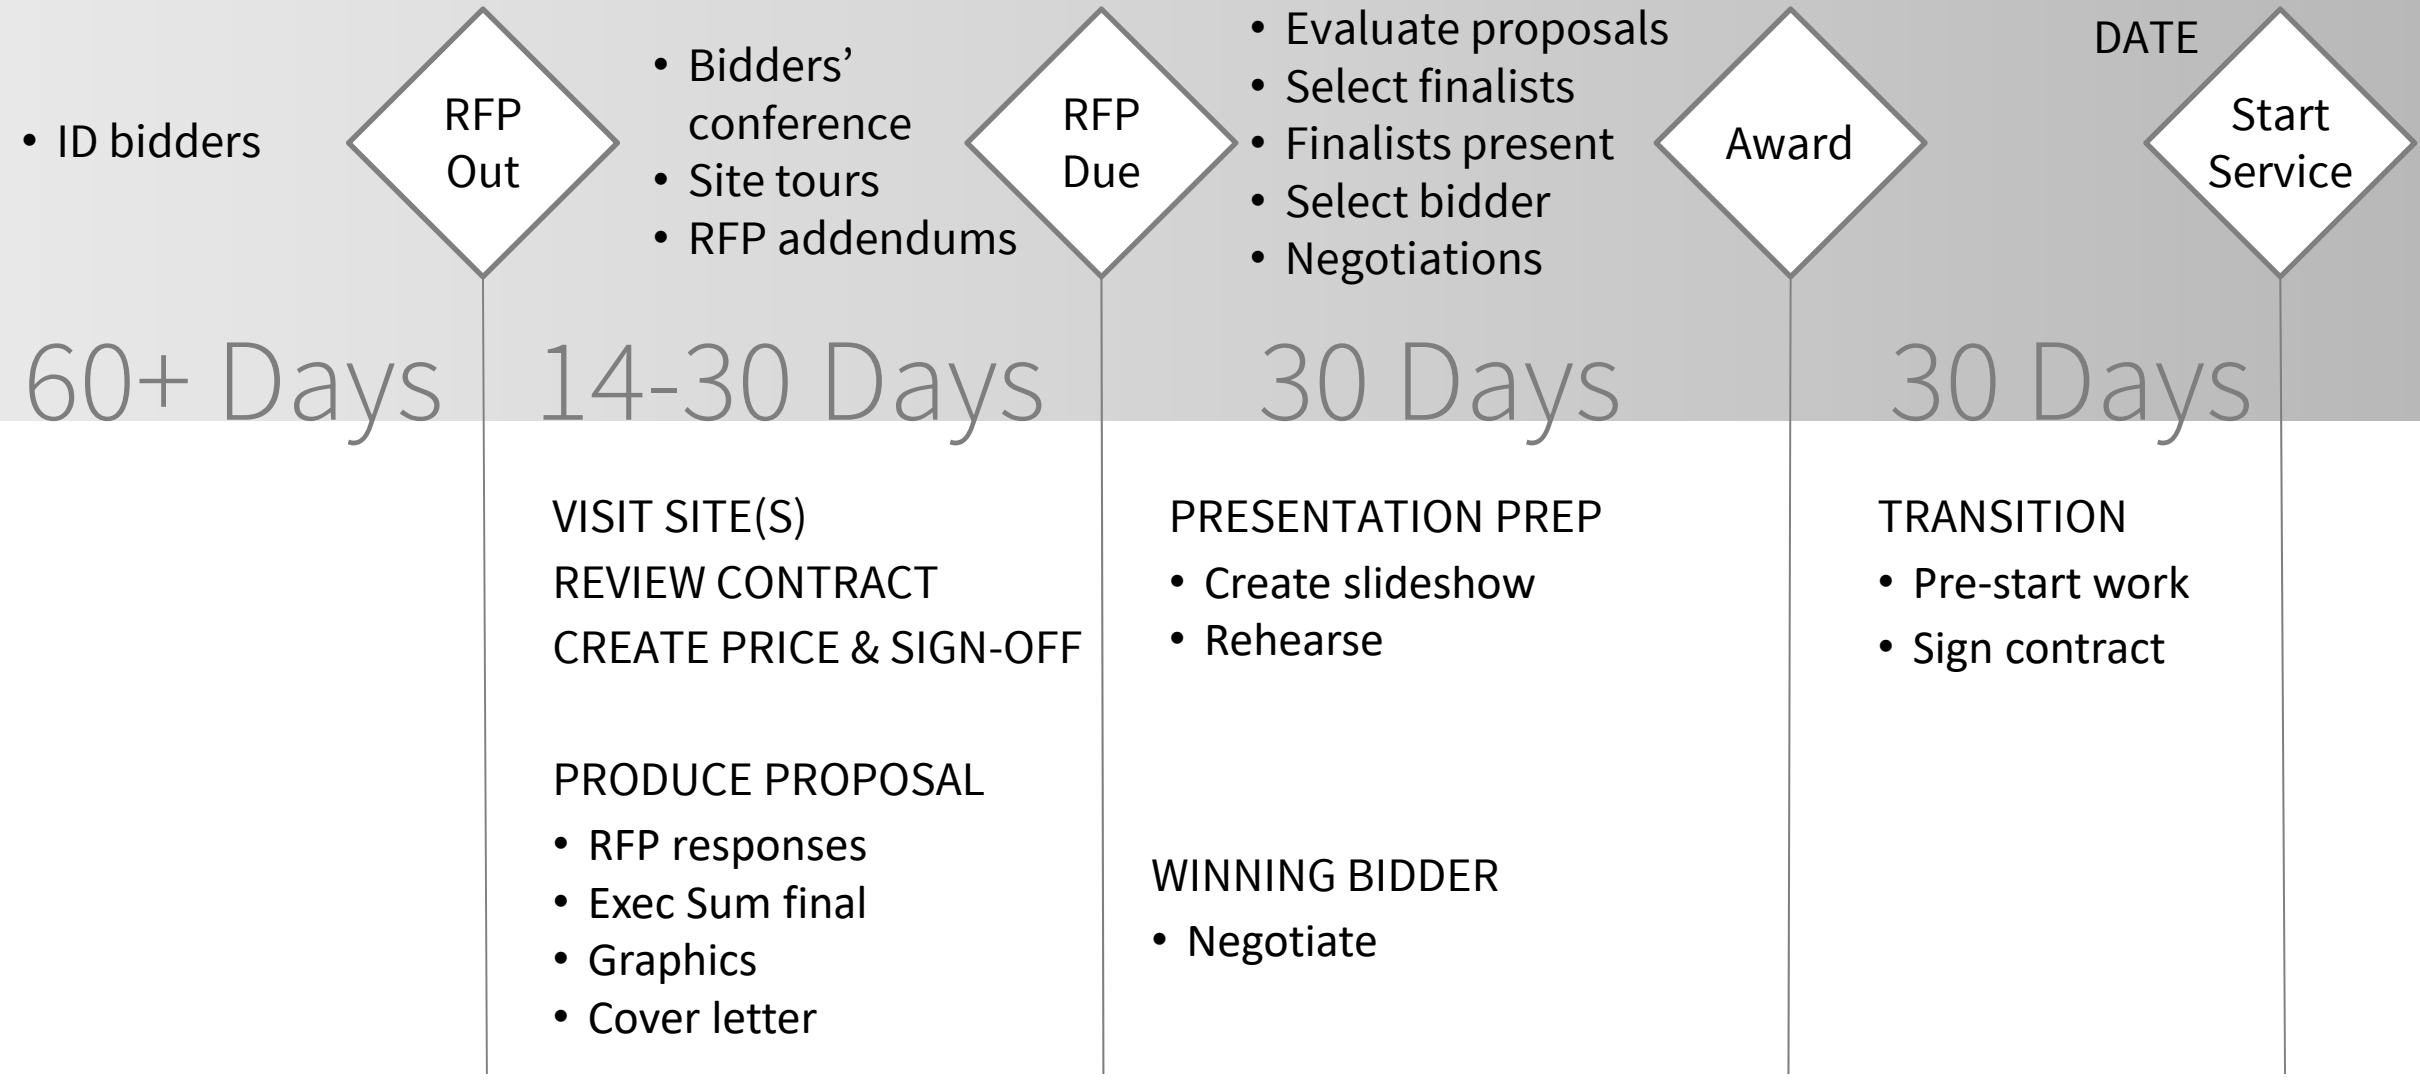 • ID bidders
RFP
Out
• Bidders’
conference
• Site tours
• RFP addendums
RFP
Due
• Evaluate proposals
• Select finalists
• Finalists present
• Select bidder
• Negotiations
Award
DATE
Start
Service
60+ Days
14-30 Days
30 Days
30 Days
VISIT SITE(S)
REVIEW CONTRACT
CREATE PRICE & SIGN-OFF
PRODUCE PROPOSAL
• RFP responses
• Exec Sum final
• Graphics
• Cover letter
PRESENTATION PREP
• Create slideshow
• Rehearse
WINNING BIDDER
• Negotiate
TRANSITION
• Pre-start work
• Sign contract